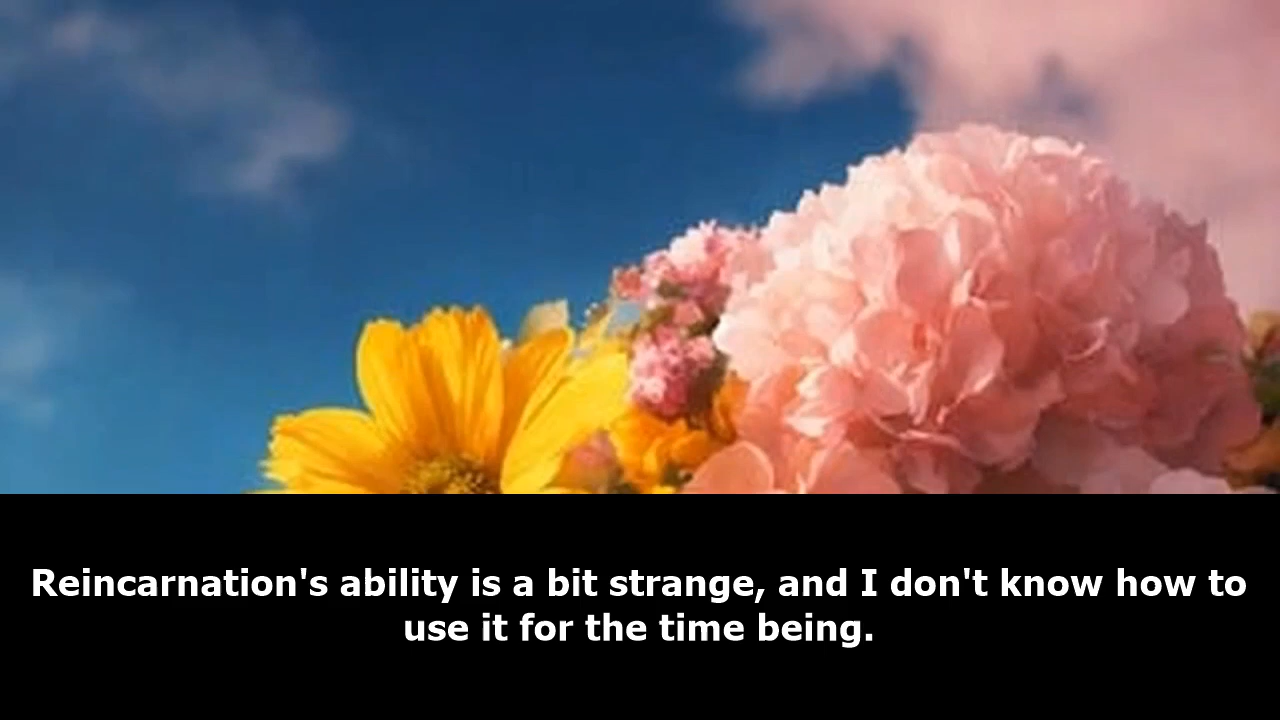 Reincarnation's ability is a bit strange, and I don't know how to
use it for the time being.